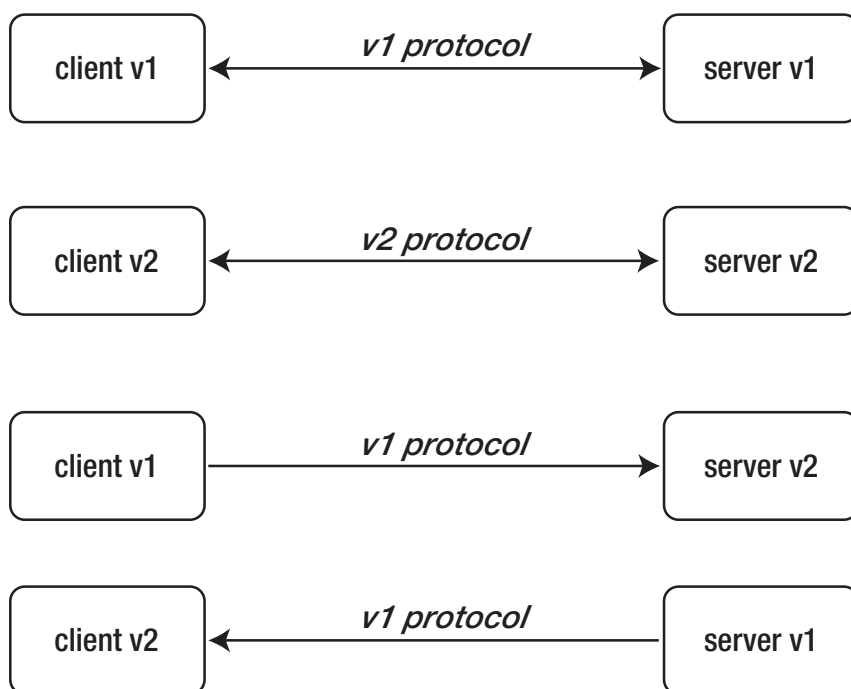 client v1
v1 protocol
server v1
client v2
v2 protocol
server v2
client v1
v1 protocol
server v2
client v2
v1 protocol
server v1